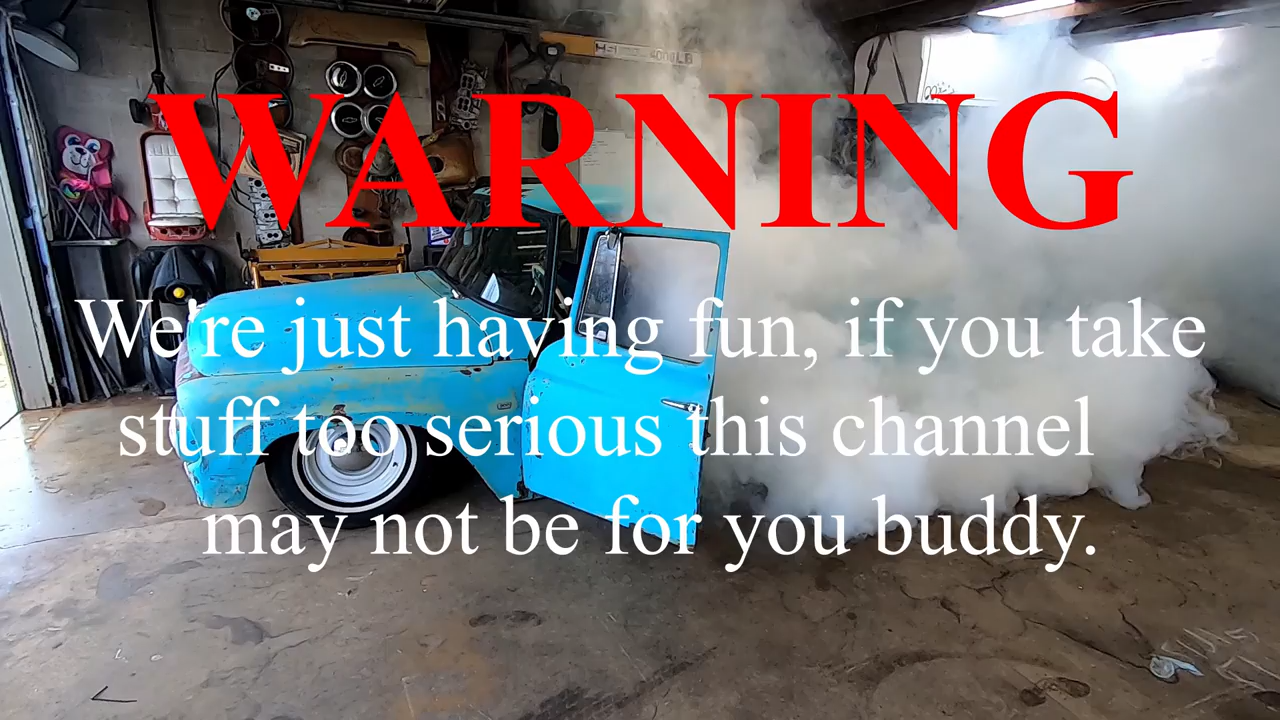 WARNING
We're just having fun, if you take
stuff too serious this channel
may not be for you buddy.